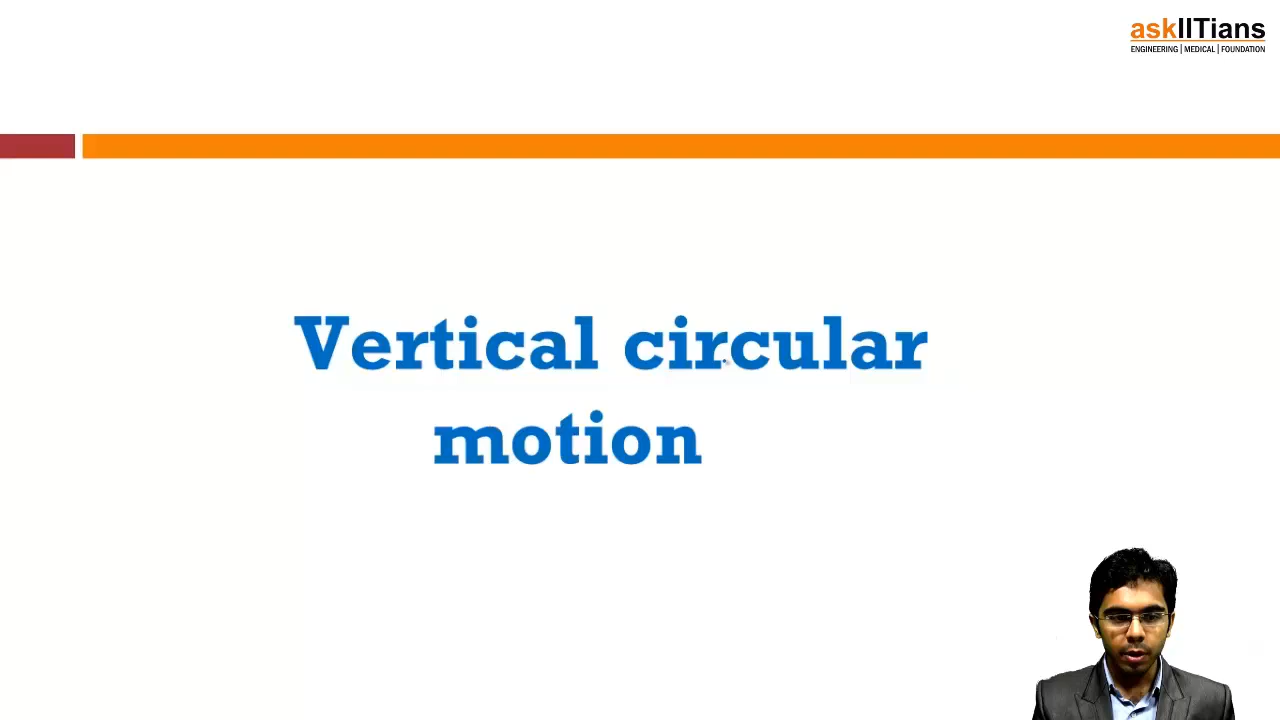 askIITians
ENGINEERING | MEDICAL | FOUNDATION
Vertical circular
motion